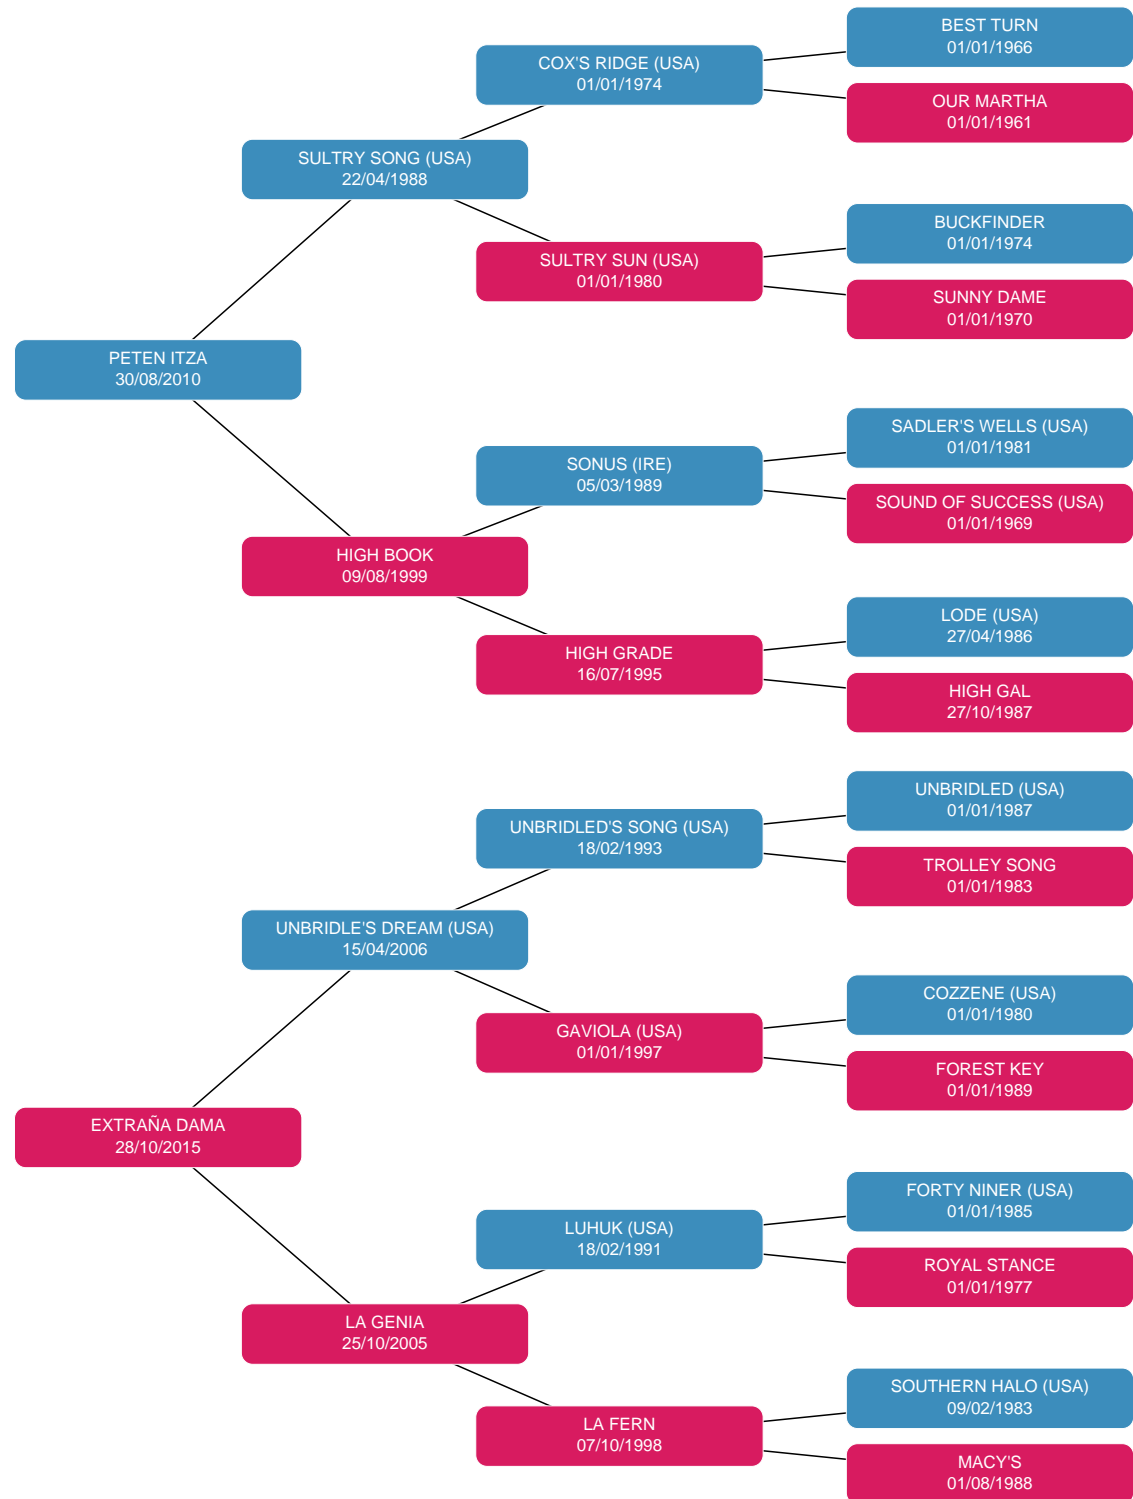 BEST TURN
01/01/1966
COX'S RIDGE (USA)
01/01/1974
OUR MARTHA
01/01/1961
SULTRY SONG (USA)
22/04/1988
BUCKFINDER
01/01/1974
SULTRY SUN (USA)
01/01/1980
SUNNY DAME
01/01/1970
PETEN ITZA
30/08/2010
SADLER'S WELLS (USA)
01/01/1981
SONUS (IRE)
05/03/1989
SOUND OF SUCCESS (USA)
01/01/1969
HIGH BOOK
09/08/1999
LODE (USA)
27/04/1986
HIGH GRADE
16/07/1995
HIGH GAL
27/10/1987
UNBRIDLED (USA)
01/01/1987
UNBRIDLED'S SONG (USA)
18/02/1993
TROLLEY SONG
01/01/1983
UNBRIDLE'S DREAM (USA)
15/04/2006
COZZENE (USA)
01/01/1980
GAVIOLA (USA)
01/01/1997
FOREST KEY
01/01/1989
EXTRAÑA DAMA
28/10/2015
FORTY NINER (USA)
01/01/1985
LUHUK (USA)
18/02/1991
ROYAL STANCE
01/01/1977
LA GENIA
25/10/2005
SOUTHERN HALO (USA)
09/02/1983
LA FERN
07/10/1998
MACY'S
01/08/1988